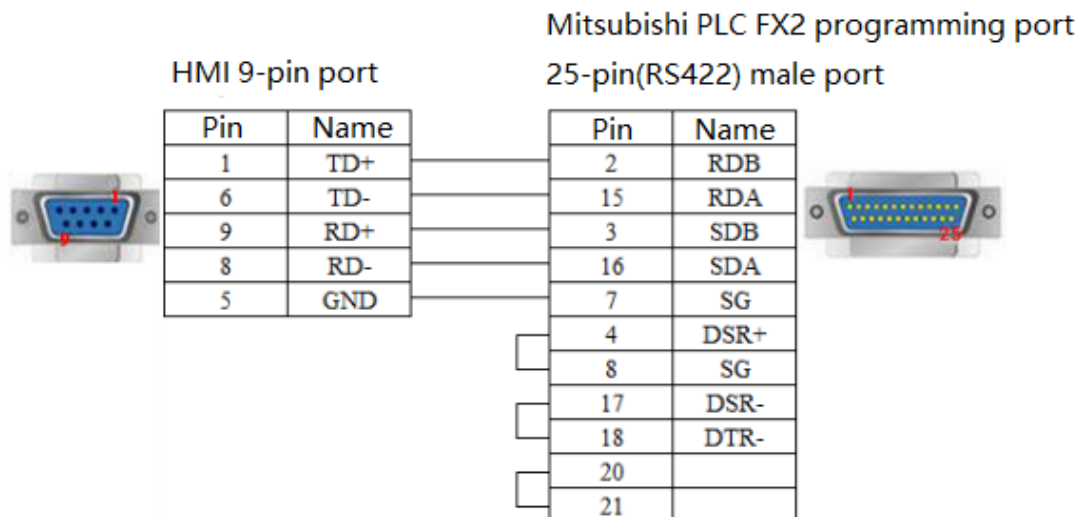 Mitsubishi PLC FX2 programming port
HMI 9-pin port
25-pin(RS422) male port
Pin Name Pin Name
1 TD+ 2 RDB
6 TD- 15 RDA
9 RD+ 3 SDB
8 RD- 16 SDA
5 GND 7 SG
4 DSR+
8 SG
17 DSR-
18 DTR-
20
21
1
9
1
25